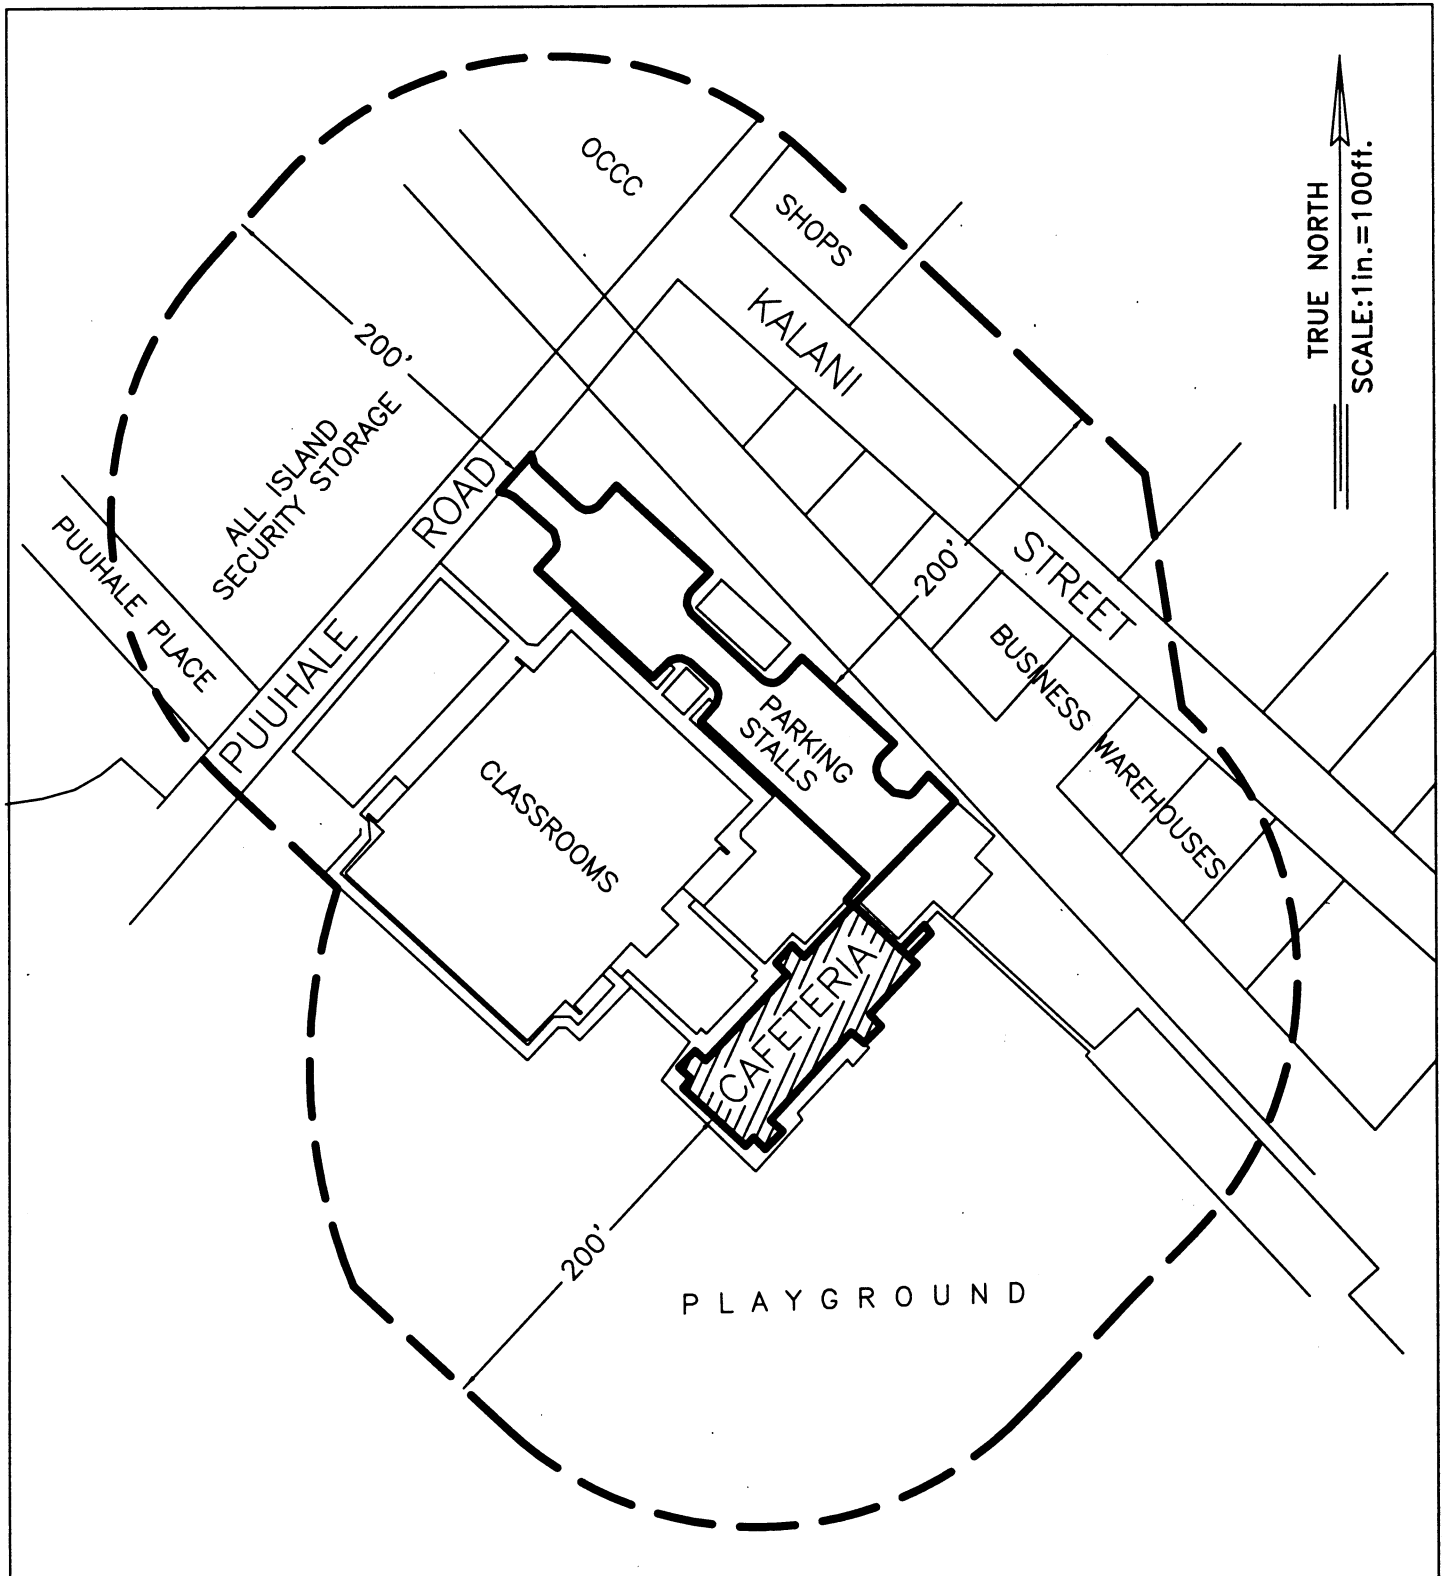 OCCC
SHOPS
TRUE NORTH
SCALE:1in.=100ft.
KALANI
STREET
200'
ALL ISLAND
SECURITY STORAGE
PUUHALE
ROAD
PUUHALE PLACE
200'
BUSINESS WAREHOUSES
PARKING
STALLS
CLASSROOMS
CAFETERIA
200'
PLAYGROUND